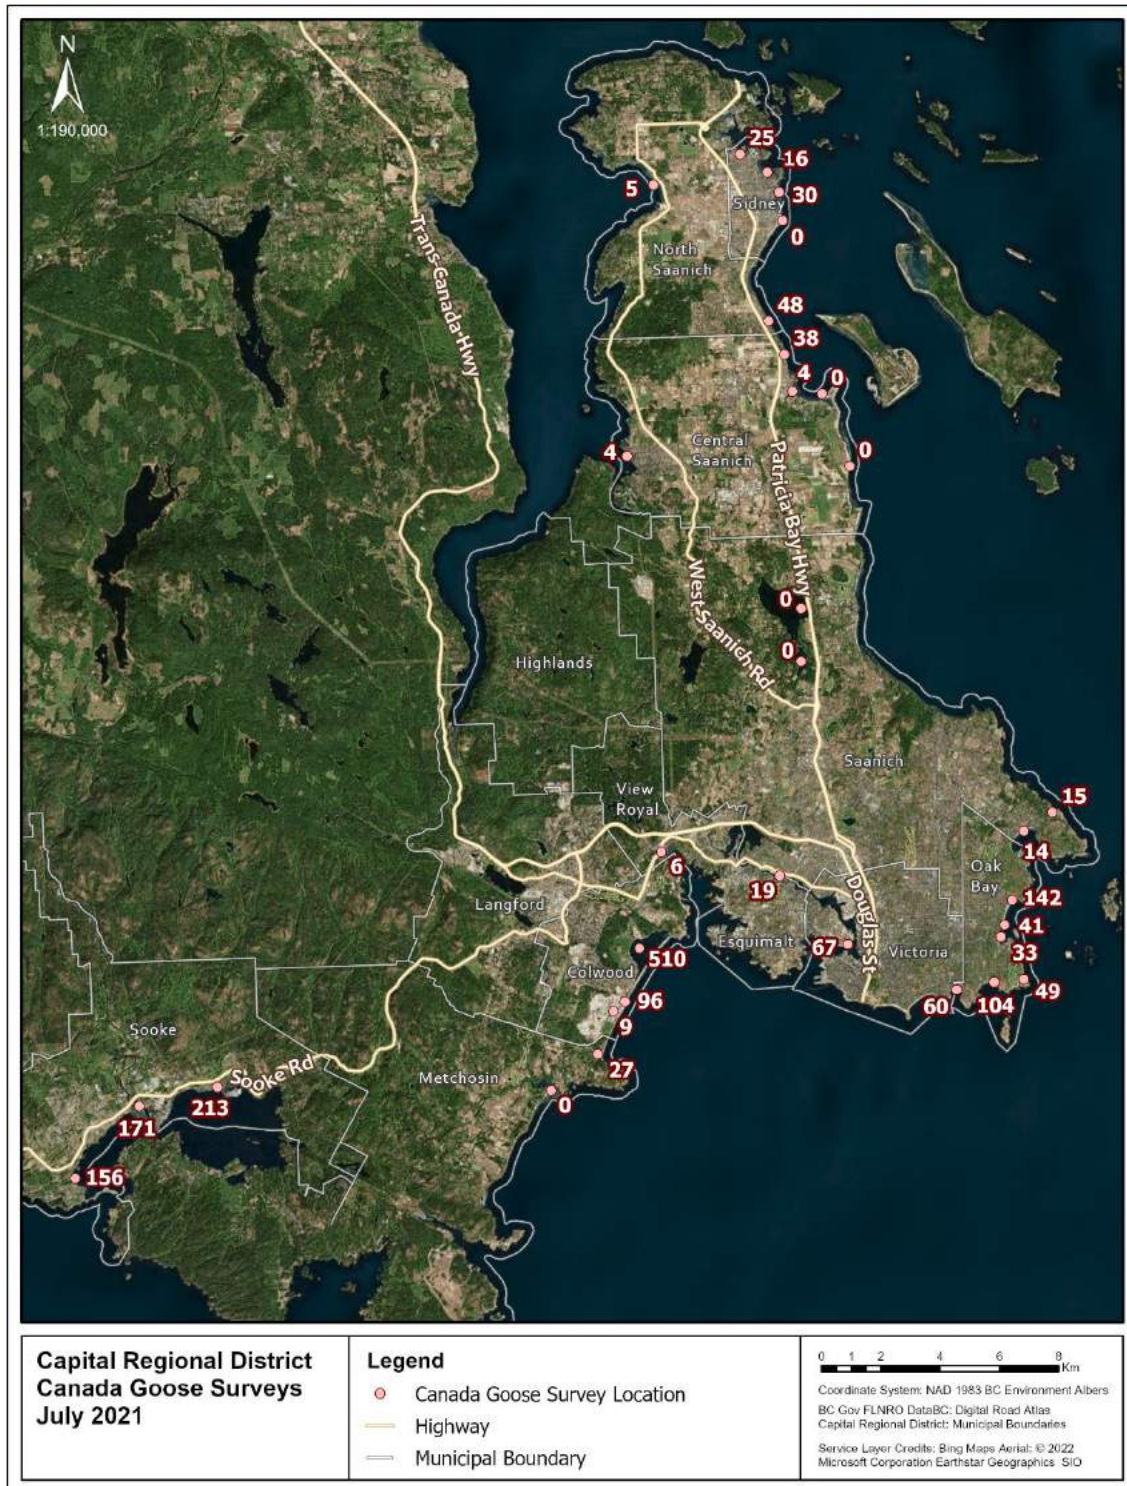 N
1:190,000
25
16
5
30
Sidney
0
Trans Canada Hwy
North
Saanich
48
38
4
0
Central
Saanich
4
0
Patricia Bay Hwy
0
West Saanich Rd
0
Highlands
Saanich
View
Royal
15
14
6
Oak
Bay
19
142
Langford
Douglas St
41
Esquimalt
67
Victoria
33
510
Colwood
49
96
60
104
9
Sooke
27
Sooke Rd
Metchosin
0
213
171
156
Capital Regional District
Canada Goose Surveys
July 2021
Legend
Canada Goose Survey Location
Highway
Municipal Boundary
0 1 2 4 6 8
Km
Coordinate System: NAD 1983 BC Environment Albers
BC Gov FLNRO DataBC: Digital Road Atlas
Capital Regional District: Municipal Boundaries
Service Layer Credits: Bing Maps Aerial: © 2022
Microsoft Corporation Earthstar Geographics SIO